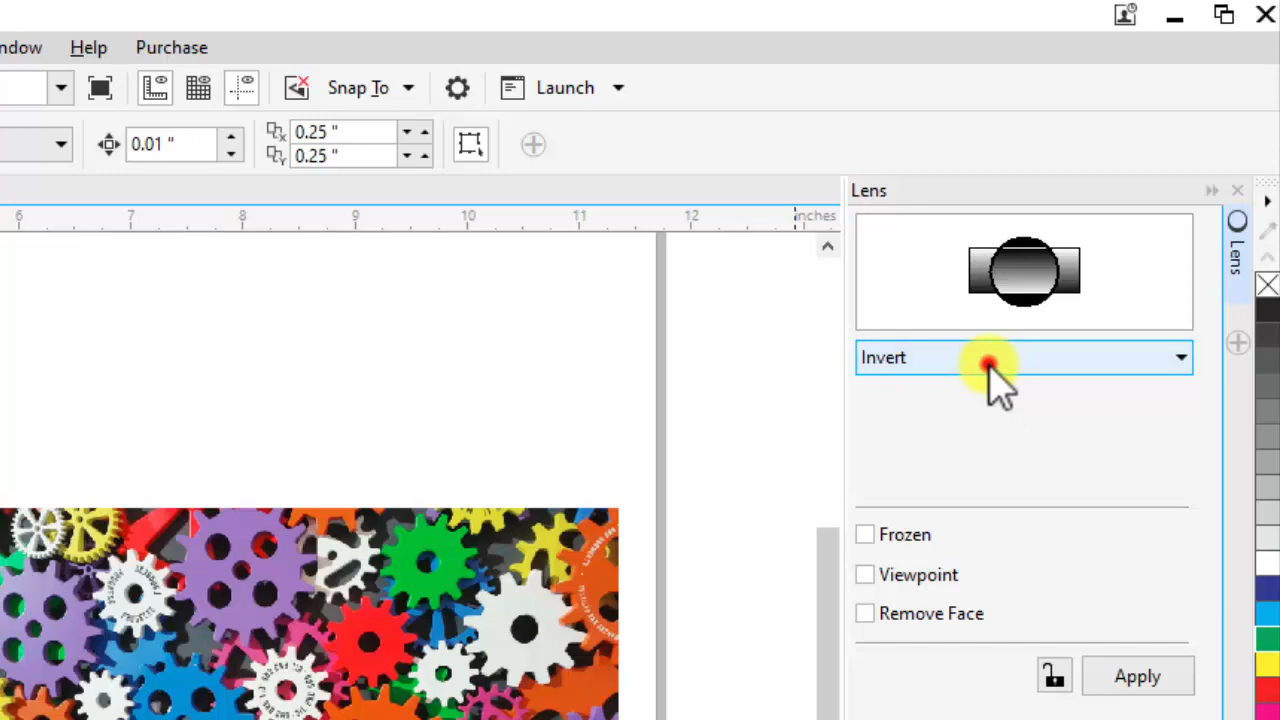 ndow Help Purchase
Snap To Launch
0.01 " 0.25 "
0.25 "
Lens
6 7 8 9 10 11 12 inches
Lens
Invert
Frozen
Viewpoint
Remove Face
Apply